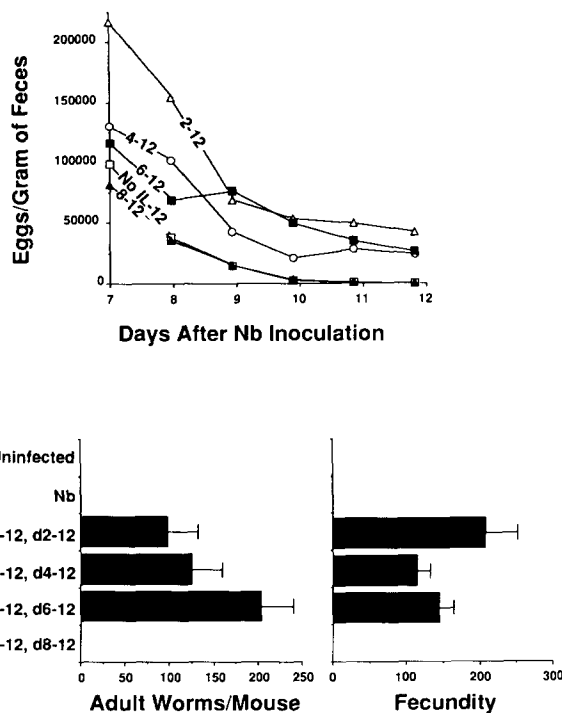 Eggs/Gram of Feces
200000
150000
100000
50000
0
2-12
4-12
6-12
No IL-12
8-12
7 8 9 10 11 12
Days After Nb Inoculation
ninfected
Nb
-12, d2-12
-12, d4-12
-12, d6-12
-12, d8-12
0 50 100 150 200 250
Adult Worms/Mouse
0 100 200 300
Fecundity